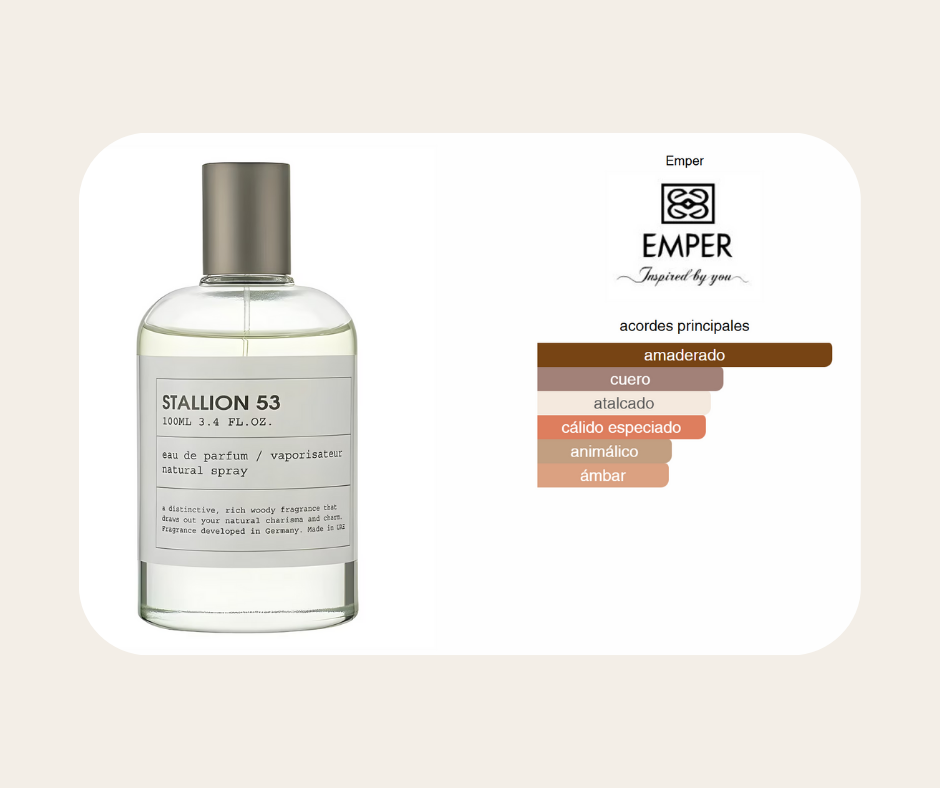 STALLION 53
100ML 3.4 FL.OZ.
eau de parfum / vaporisateur
natural spray
a distinctive, rich woody fragrance that
draws out your natural charisma and charm.
Fragrance developed in Germany. Made in UAE
Emper
EMPER
Inspired by you
acordes principales
amaderado
cuero
atalcado
cálido especiado
animálico
ámbar